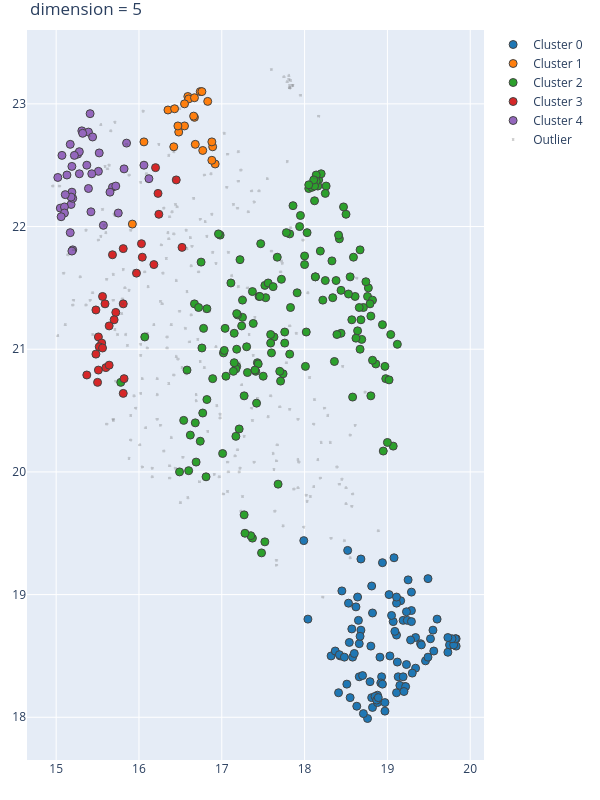 dimension = 5
Cluster 0
Cluster 1
Cluster 2
Cluster 3
Cluster 4
Outlier
23
22
21
20
19
18
15 16 17 18 19 20